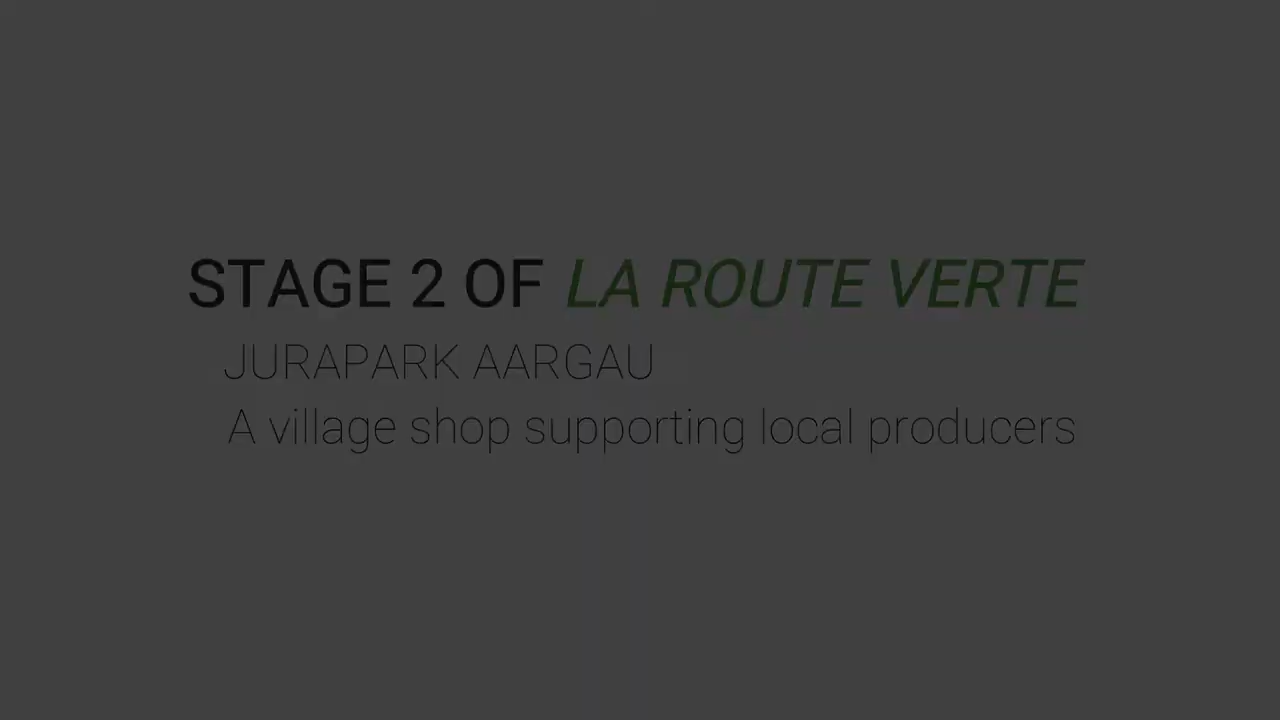 STAGE 2 OF LA ROUTE VERTE
JURAPARK AARGAU
A village shop supporting local producers